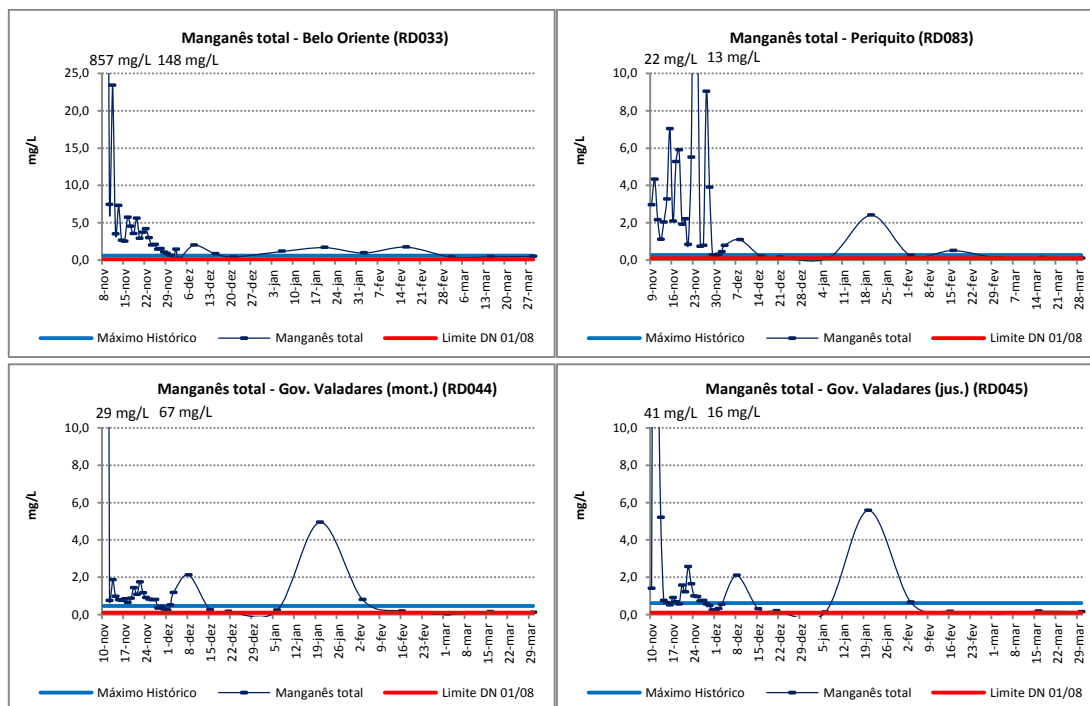 Manganês total - Belo Oriente (RD033)
857 mg/L 148 mg/L
mg/L
25,0
20,0
15,0
10,0
5,0
0,0
8-nov 15-nov 22-nov 29-nov 6-dez 13-dez 20-dez 27-dez 3-jan 10-jan 17-jan 24-jan 31-jan 7-fev 14-fev 21-fev 28-fev 6-mar 13-mar 20-mar 27-mar
Máximo Histórico Manganês total Limite DN 01/08
Manganês total - Periquito (RD083)
22 mg/L 13 mg/L
mg/L
10,0
8,0
6,0
4,0
2,0
0,0
9-nov 16-nov 23-nov 30-nov 7-dez 14-dez 21-dez 28-dez 4-jan 11-jan 18-jan 25-jan 1-fev 8-fev 15-fev 22-fev 29-fev 7-mar 14-mar 21-mar 28-mar
Máximo Histórico Manganês total Limite DN 01/08
Manganês total - Gov. Valadares (mont.) (RD044)
29 mg/L 67 mg/L
mg/L
10,0
8,0
6,0
4,0
2,0
0,0
10-nov 17-nov 24-nov 1-dez 8-dez 15-dez 22-dez 29-dez 5-jan 12-jan 19-jan 26-jan 2-fev 9-fev 16-fev 23-fev 1-mar 8-mar 15-mar 22-mar 29-mar
Máximo Histórico Manganês total Limite DN 01/08
Manganês total - Gov. Valadares (jus.) (RD045)
41 mg/L 16 mg/L
mg/L
10,0
8,0
6,0
4,0
2,0
0,0
10-nov 17-nov 24-nov 1-dez 8-dez 15-dez 22-dez 29-dez 5-jan 12-jan 19-jan 26-jan 2-fev 9-fev 16-fev 23-fev 1-mar 8-mar 15-mar 22-mar 29-mar
Máximo Histórico Manganês total Limite DN 01/08